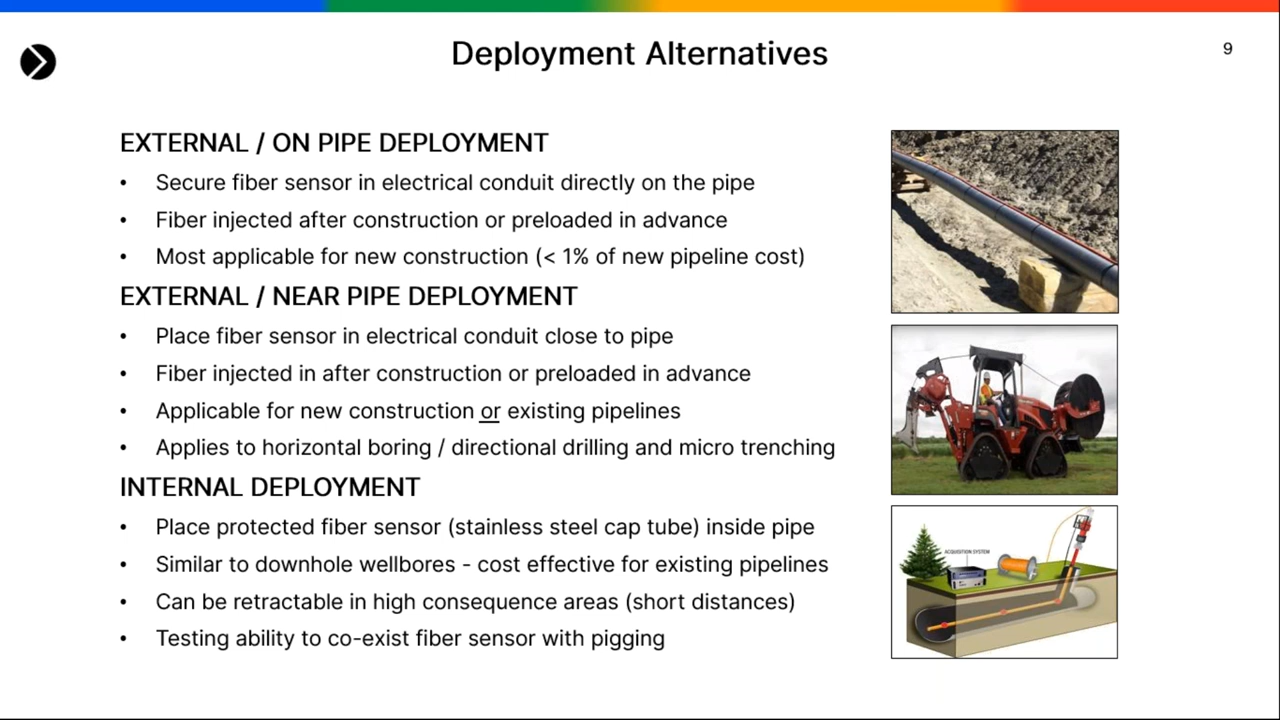 Deployment Alternatives
9
EXTERNAL / ON PIPE DEPLOYMENT
• Secure fiber sensor in electrical conduit directly on the pipe
• Fiber injected after construction or preloaded in advance
• Most applicable for new construction (< 1% of new pipeline cost)
EXTERNAL / NEAR PIPE DEPLOYMENT
• Place fiber sensor in electrical conduit close to pipe
• Fiber injected in after construction or preloaded in advance
• Applicable for new construction or existing pipelines
• Applies to horizontal boring / directional drilling and micro trenching
INTERNAL DEPLOYMENT
• Place protected fiber sensor (stainless steel cap tube) inside pipe
• Similar to downhole wellbores - cost effective for existing pipelines
• Can be retractable in high consequence areas (short distances)
• Testing ability to co-exist fiber sensor with pigging
ACQUISITION SYSTEM